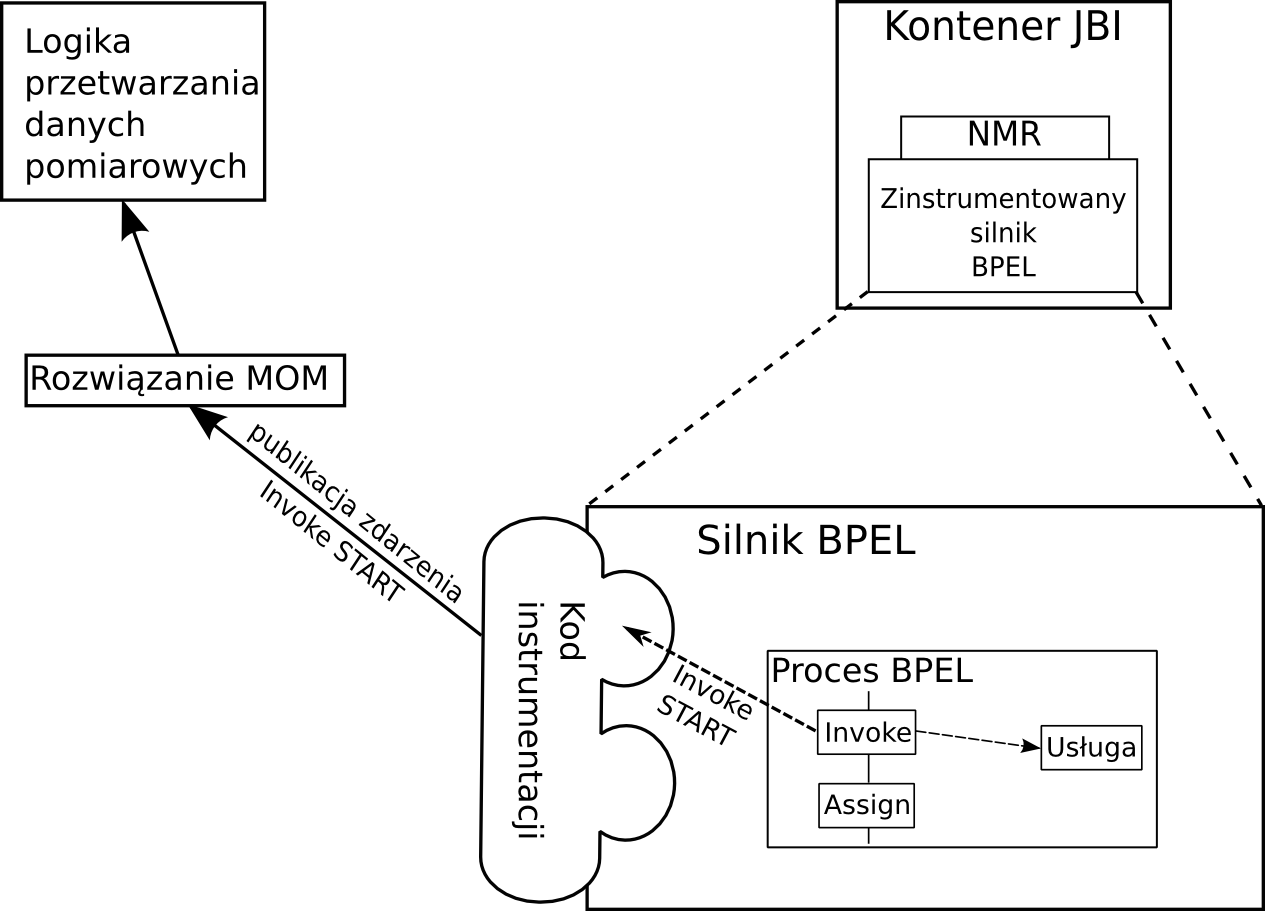 Logika
przetwarzania
danych
pomiarowych
Kontener JBI
NMR
Zinstrumentowany
silnik
BPEL
Rozwiązanie MOM
publikacja zdarzenia
Invoke START
Silnik BPEL
Kod
instrumentacji
Invoke
START
Proces BPEL
Invoke
Usługa
Assign